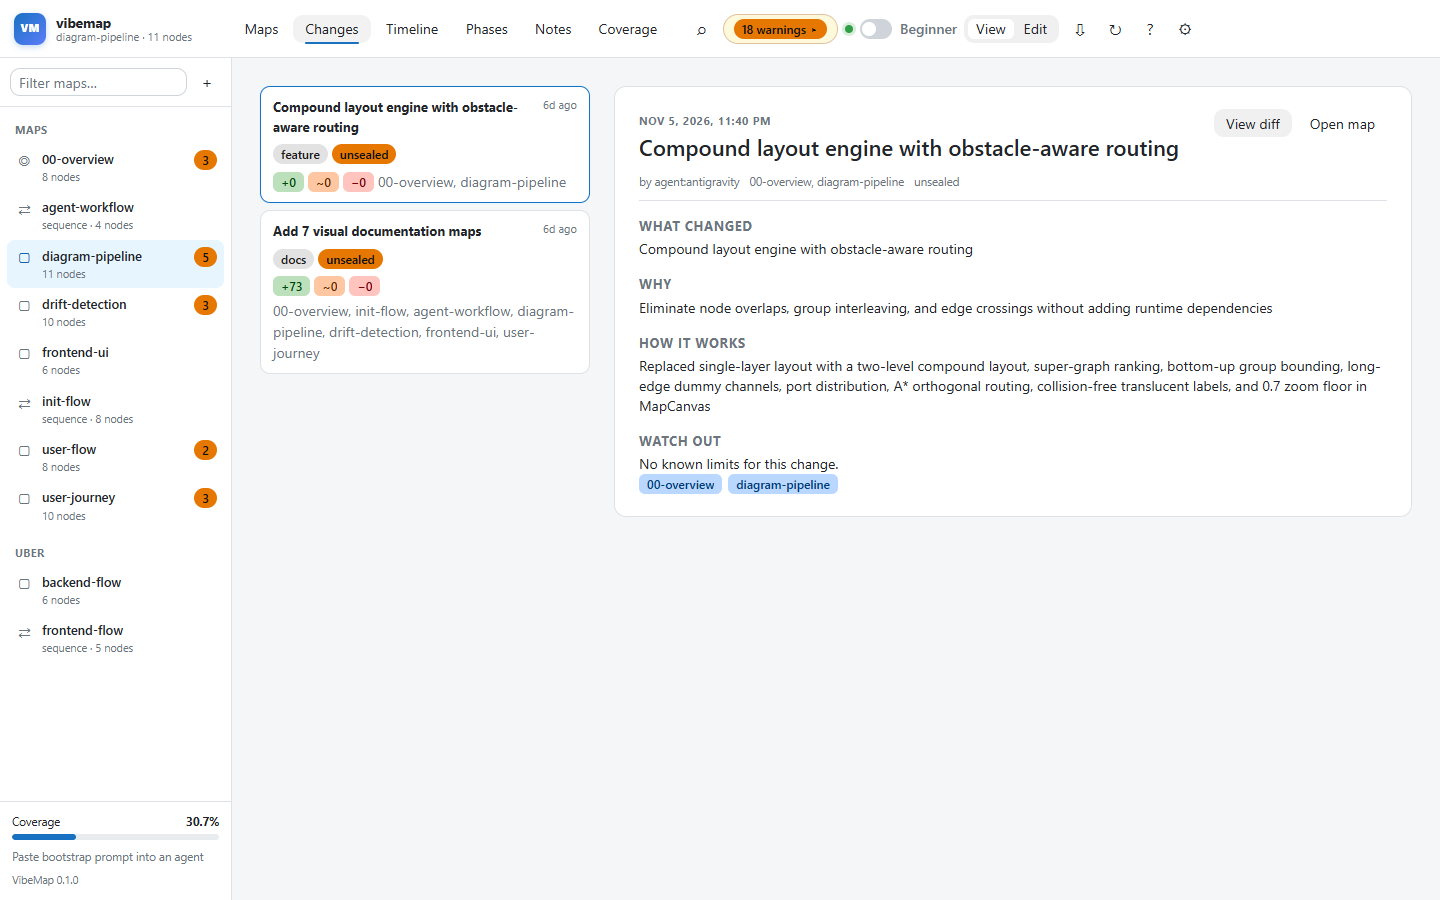 VM
vibemap
diagram-pipeline · 11 nodes
Maps
Changes
Timeline
Phases
Notes
Coverage
18 warnings ▸
Beginner
View
Edit
?
Filter maps...
+
MAPS
00-overview
3
8 nodes
agent-workflow
sequence · 4 nodes
diagram-pipeline
5
11 nodes
drift-detection
3
10 nodes
frontend-ui
6 nodes
init-flow
sequence · 8 nodes
user-flow
2
8 nodes
user-journey
3
10 nodes
UBER
backend-flow
6 nodes
frontend-flow
sequence · 5 nodes
Coverage
30.7%
Paste bootstrap prompt into an agent
VibeMap 0.1.0
Compound layout engine with obstacle-
aware routing
6d ago
feature
unsealed
+0
~0
−0
00-overview, diagram-pipeline
Add 7 visual documentation maps
6d ago
docs
unsealed
+73
~0
−0
00-overview, init-flow, agent-workflow, diagram-
pipeline, drift-detection, frontend-ui, user-
journey
NOV 5, 2026, 11:40 PM
View diff
Open map
Compound layout engine with obstacle-aware routing
by agent:antigravity
00-overview, diagram-pipeline
unsealed
WHAT CHANGED
Compound layout engine with obstacle-aware routing
WHY
Eliminate node overlaps, group interleaving, and edge crossings without adding runtime dependencies
HOW IT WORKS
Replaced single-layer layout with a two-level compound layout, super-graph ranking, bottom-up group bounding, long-
edge dummy channels, port distribution, A* orthogonal routing, collision-free translucent labels, and 0.7 zoom floor in
MapCanvas
WATCH OUT
No known limits for this change.
00-overview
diagram-pipeline